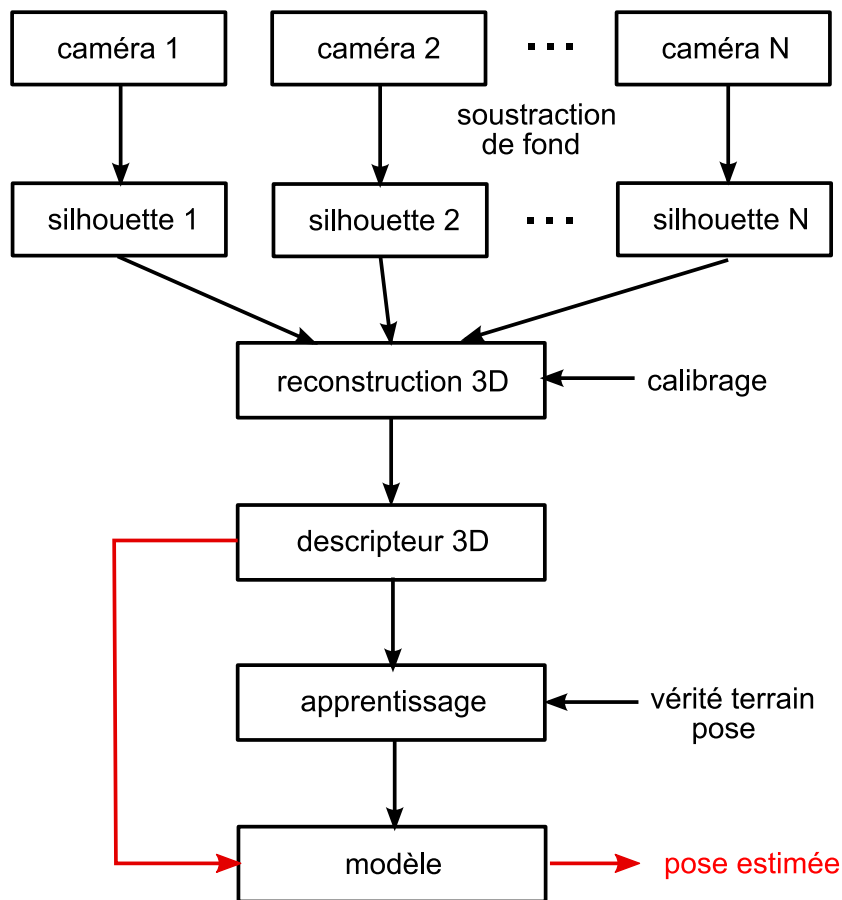 caméra 1
caméra 2
...
caméra N
soustraction
de fond
silhouette 1
silhouette 2
...
silhouette N
reconstruction 3D
calibrage
descripteur 3D
apprentissage
vérité terrain
pose
modèle
pose estimée